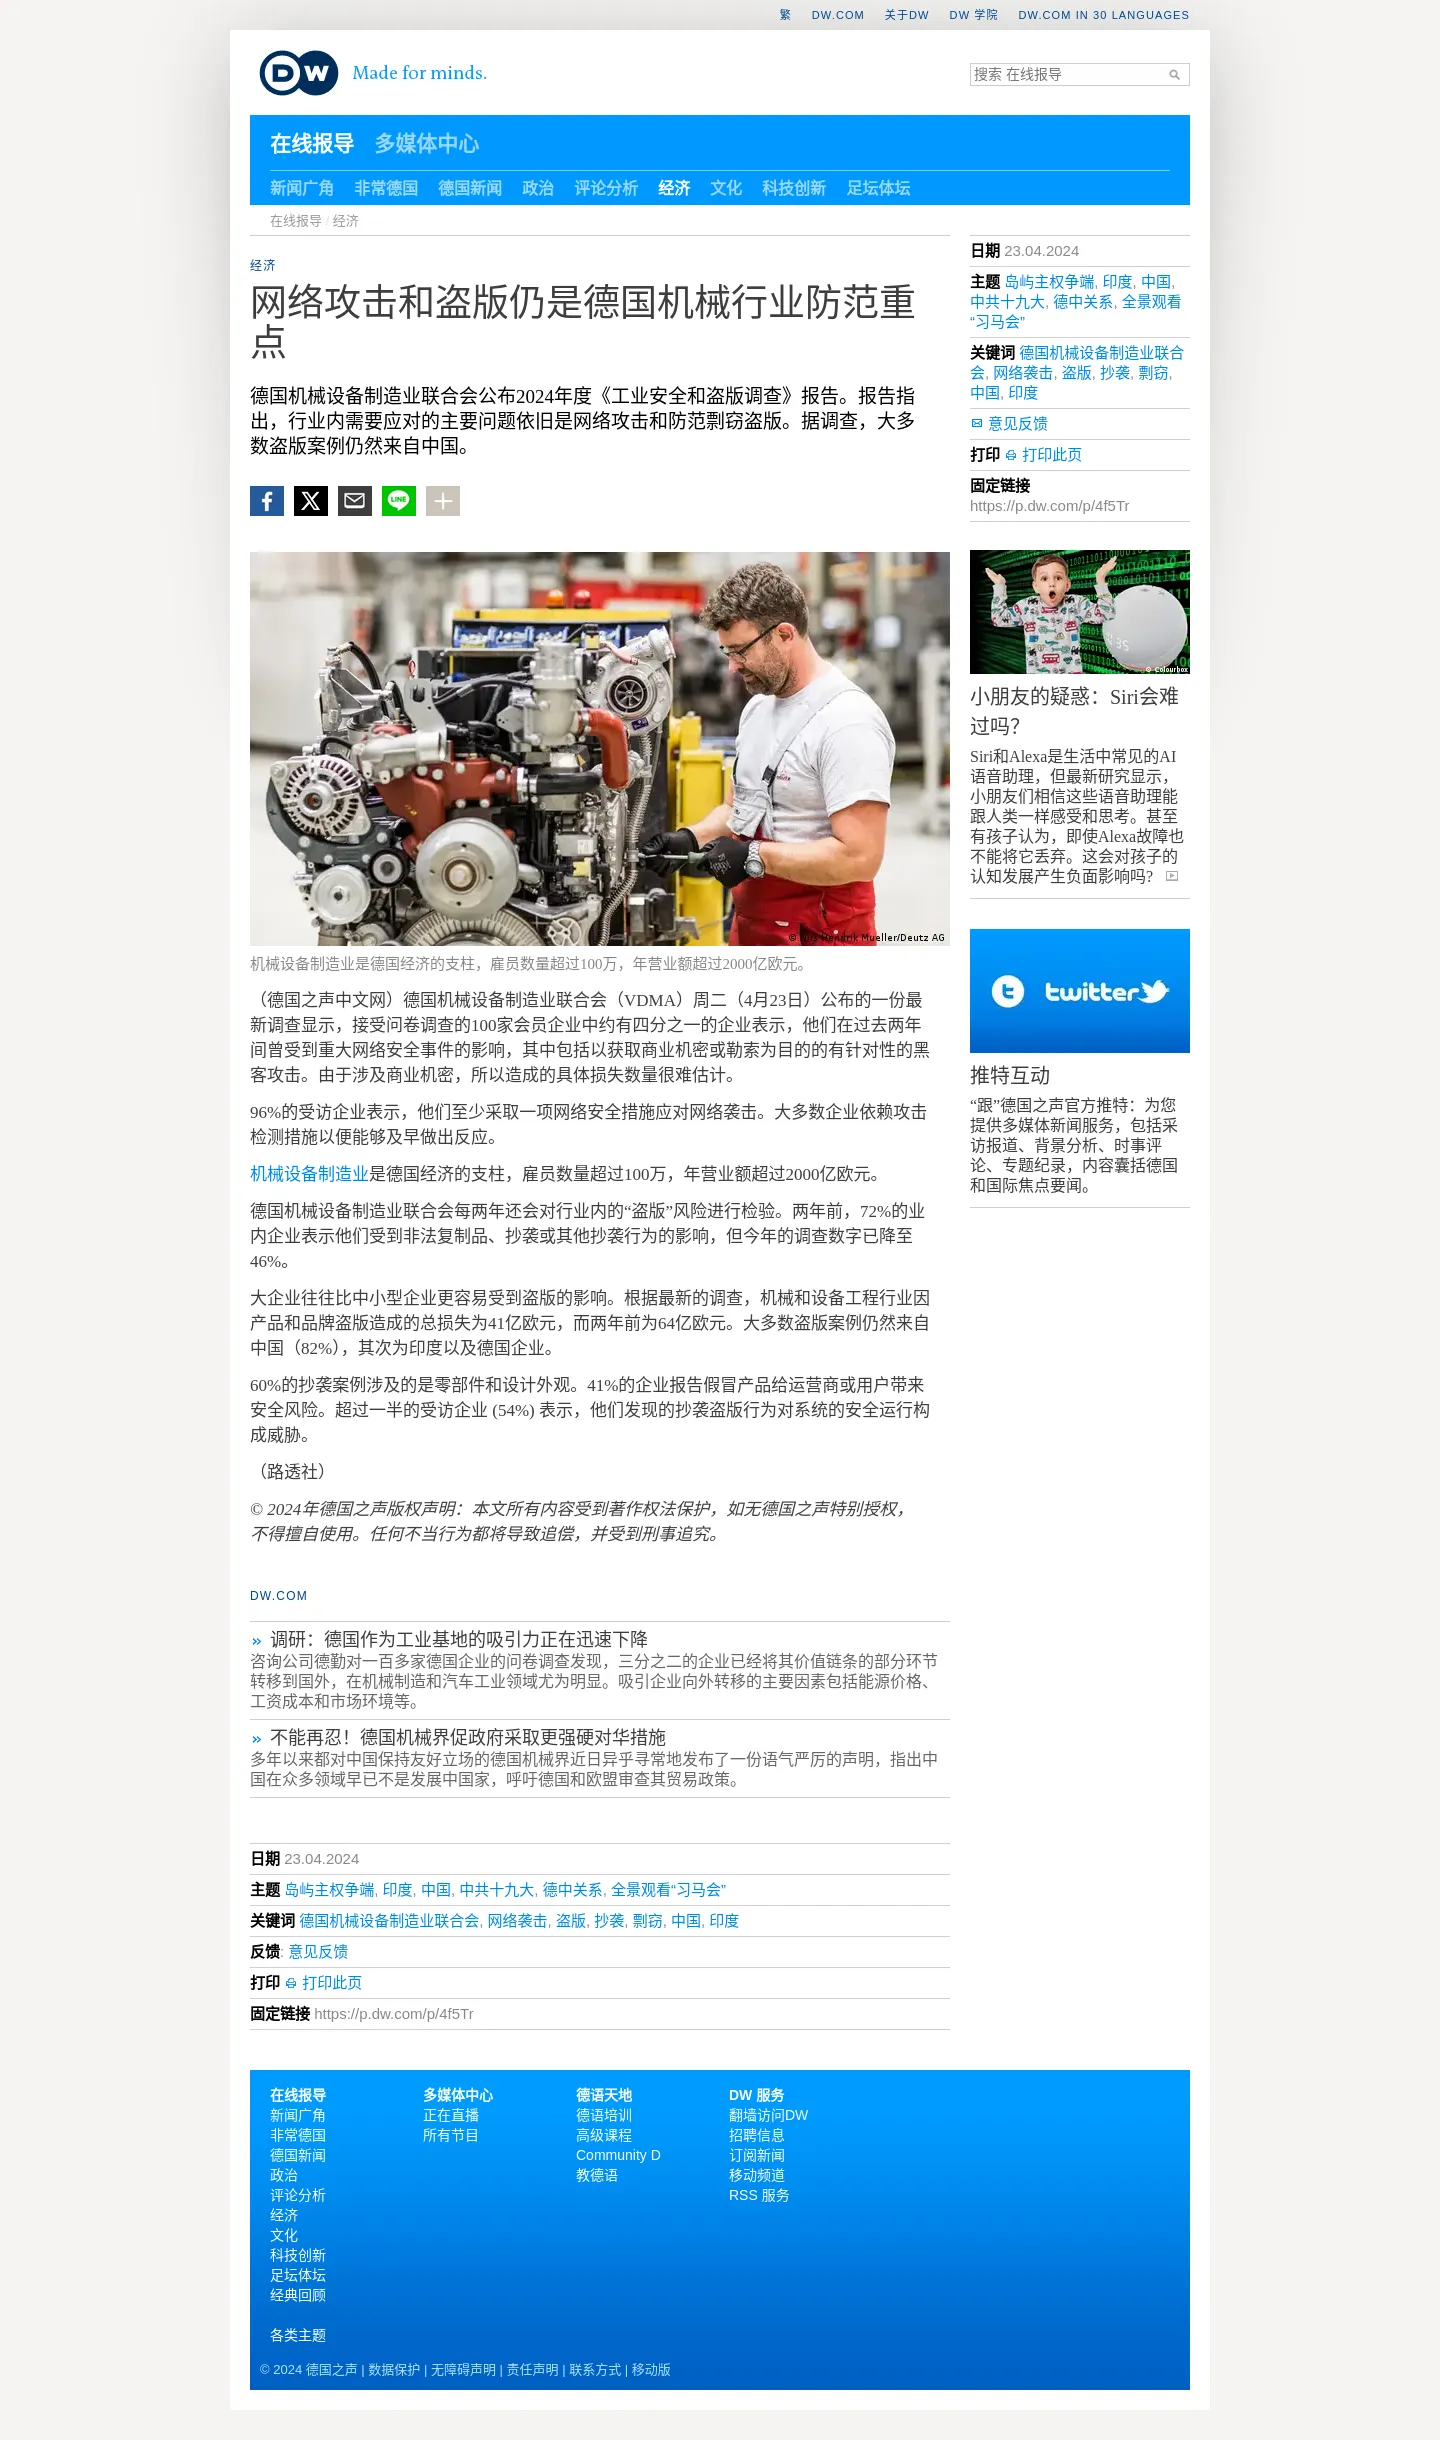 繁 DW.COM 关于DW DW 学院 DW.COM IN 30 LANGUAGES
DW Made for minds.
搜索 在线报导
在线报导 多媒体中心
新闻广角 非常德国 德国新闻 政治 评论分析 经济 文化 科技创新 足坛体坛
在线报导 / 经济
经济
网络攻击和盗版仍是德国机械行业防范重
点
德国机械设备制造业联合会公布2024年度《工业安全和盗版调查》报告。报告指
出，行业内需要应对的主要问题依旧是网络攻击和防范剽窃盗版。据调查，大多
数盗版案例仍然来自中国。
LINE
© Nils Hendrik Mueller/Deutz AG
机械设备制造业是德国经济的支柱，雇员数量超过100万，年营业额超过2000亿欧元。
（德国之声中文网）德国机械设备制造业联合会（VDMA）周二（4月23日）公布的一份最
新调查显示，接受问卷调查的100家会员企业中约有四分之一的企业表示，他们在过去两年
间曾受到重大网络安全事件的影响，其中包括以获取商业机密或勒索为目的的有针对性的黑
客攻击。由于涉及商业机密，所以造成的具体损失数量很难估计。
96%的受访企业表示，他们至少采取一项网络安全措施应对网络袭击。大多数企业依赖攻击
检测措施以便能够及早做出反应。
机械设备制造业是德国经济的支柱，雇员数量超过100万，年营业额超过2000亿欧元。
德国机械设备制造业联合会每两年还会对行业内的“盗版”风险进行检验。两年前，72%的业
内企业表示他们受到非法复制品、抄袭或其他抄袭行为的影响，但今年的调查数字已降至
46%。
大企业往往比中小型企业更容易受到盗版的影响。根据最新的调查，机械和设备工程行业因
产品和品牌盗版造成的总损失为41亿欧元，而两年前为64亿欧元。大多数盗版案例仍然来自
中国（82%），其次为印度以及德国企业。
60%的抄袭案例涉及的是零部件和设计外观。41%的企业报告假冒产品给运营商或用户带来
安全风险。超过一半的受访企业 (54%) 表示，他们发现的抄袭盗版行为对系统的安全运行构
成威胁。
（路透社）
© 2024年德国之声版权声明：本文所有内容受到著作权法保护，如无德国之声特别授权，
不得擅自使用。任何不当行为都将导致追偿，并受到刑事追究。
DW.COM
» 调研：德国作为工业基地的吸引力正在迅速下降
咨询公司德勤对一百多家德国企业的问卷调查发现，三分之二的企业已经将其价值链条的部分环节
转移到国外，在机械制造和汽车工业领域尤为明显。吸引企业向外转移的主要因素包括能源价格、
工资成本和市场环境等。
» 不能再忍！德国机械界促政府采取更强硬对华措施
多年以来都对中国保持友好立场的德国机械界近日异乎寻常地发布了一份语气严厉的声明，指出中
国在众多领域早已不是发展中国家，呼吁德国和欧盟审查其贸易政策。
日期 23.04.2024
主题 岛屿主权争端, 印度, 中国, 中共十九大, 德中关系, 全景观看“习马会”
关键词 德国机械设备制造业联合会, 网络袭击, 盗版, 抄袭, 剽窃, 中国, 印度
反馈: 意见反馈
打印 打印此页
固定链接 https://p.dw.com/p/4f5Tr
日期 23.04.2024
主题 岛屿主权争端, 印度, 中国,
中共十九大, 德中关系, 全景观看
“习马会”
关键词 德国机械设备制造业联合
会, 网络袭击, 盗版, 抄袭, 剽窃,
中国, 印度
意见反馈
打印 打印此页
固定链接
https://p.dw.com/p/4f5Tr
© Colourbox
小朋友的疑惑：Siri会难
过吗？
Siri和Alexa是生活中常见的AI
语音助理，但最新研究显示，
小朋友们相信这些语音助理能
跟人类一样感受和思考。甚至
有孩子认为，即使Alexa故障也
不能将它丢弃。这会对孩子的
认知发展产生负面影响吗？
twitter
推特互动
“跟”德国之声官方推特：为您
提供多媒体新闻服务，包括采
访报道、背景分析、时事评
论、专题纪录，内容囊括德国
和国际焦点要闻。
在线报导
新闻广角
非常德国
德国新闻
政治
评论分析
经济
文化
科技创新
足坛体坛
经典回顾
各类主题
多媒体中心
正在直播
所有节目
德语天地
德语培训
高级课程
Community D
教德语
DW 服务
翻墙访问DW
招聘信息
订阅新闻
移动频道
RSS 服务
© 2024 德国之声 | 数据保护 | 无障碍声明 | 责任声明 | 联系方式 | 移动版